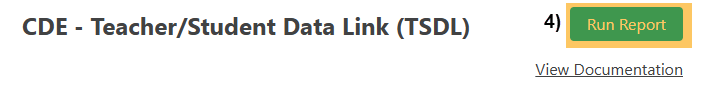 CDE - Teacher/Student Data Link (TSDL) 4) Run Report
View Documentation